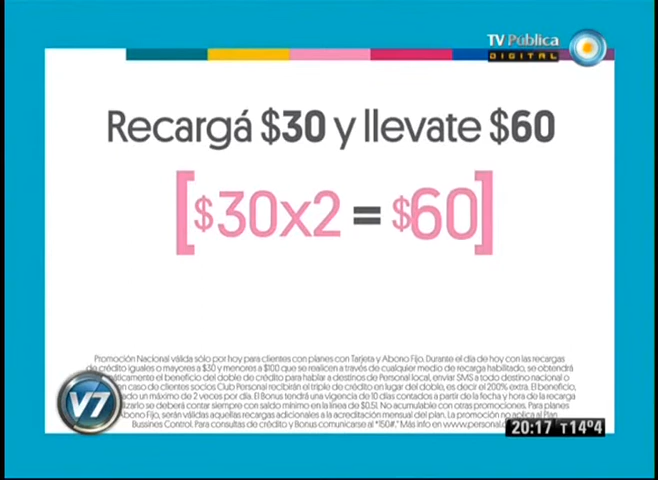 TV Pública
DIGITAL
Recargá $30 y llevate $60
[$30x2 = $60]
Promoción Nacional válida sólo por hoy para clientes con planes con Tarjeta y Abono Fijo. Durante el día de hoy con las recargas
de crédito iguales o mayores a $30 y menores a $100 que se realicen a través de cualquier medio de recarga habilitado, se obtendrá
áticamente el beneficio del doble de crédito para hablar a destinos de Personal local, enviar SMS a todo destino nacional o
en caso de clientes socios Club Personal recibirán el triple de crédito en lugar del doble, es decir el 200% extra. El beneficio,
ado un máximo de 2 veces por día. El Bonus tendrá una vigencia de 10 días contados a partir de la fecha y hora de la recarga
ilizarlo se deberá contar siempre con saldo mínimo en la línea de $0.51. No acumulable con otras promociones. Para planes
Abono Fijo, serán válidas aquellas recargas adicionales a la acreditación mensual del plan. La promoción no aplica al Plan
Bussines Control. Para consultas de crédito y Bonus comunicarse al *150#." Más info en www.personal.c
V7
20:17 T14°4